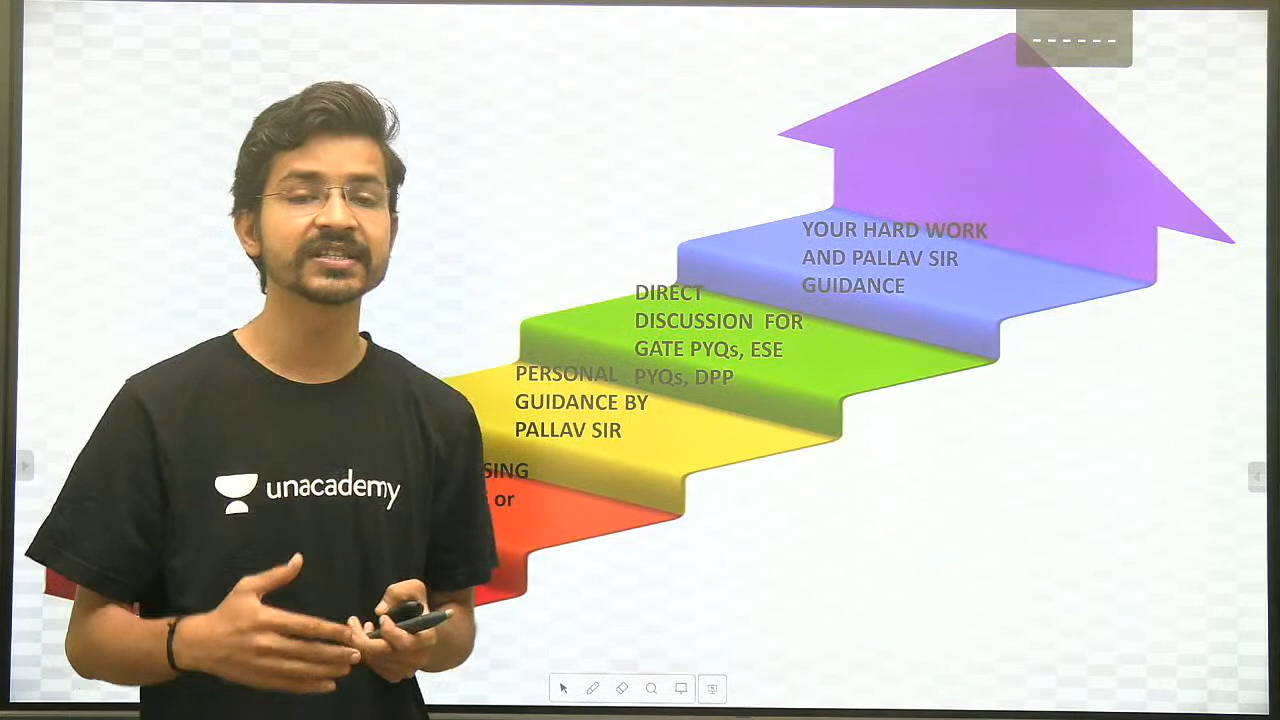 YOUR HARD WORK
AND PALLAV SIR
GUIDANCE
DIRECT
DISCUSSION FOR
GATE PYQs, ESE
PYQs, DPP
PERSONAL
GUIDANCE BY
PALLAV SIR
SING
or
unacademy